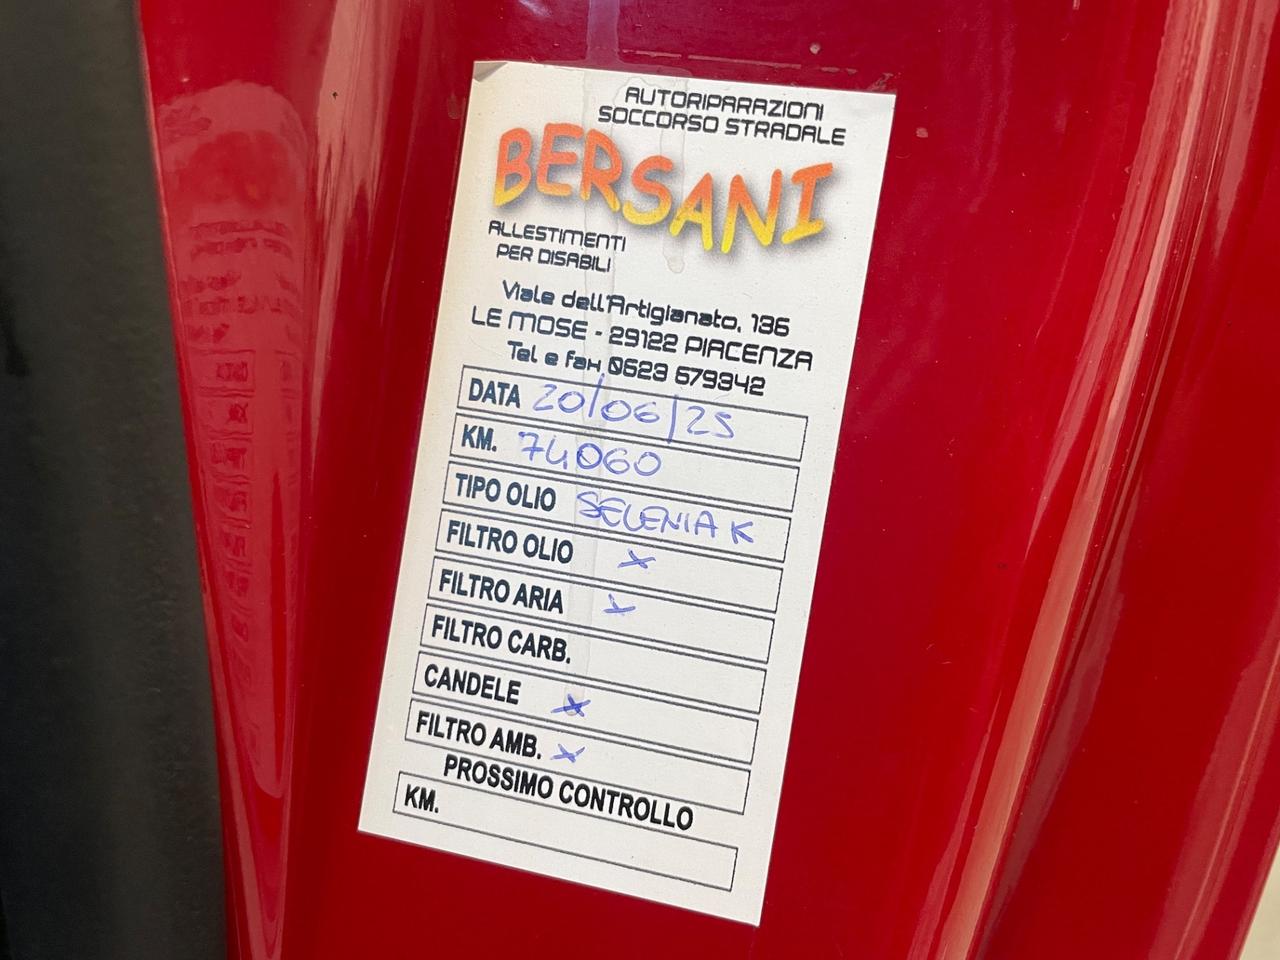 AUTORIPARAZIONI
SOCCORSO STRADALE
BERSANI
ALLESTIMENTI
PER DISABILI
Viale dell'Artigianato, 136
LE MOSE - 29122 PIACENZA
Tel e fax 0623 679342
DATA 20/06/25
KM. 74060
TIPO OLIO SELENIA K
FILTRO OLIO x
FILTRO ARIA x
FILTRO CARB.
CANDELE x
FILTRO AMB. x
PROSSIMO CONTROLLO
KM.